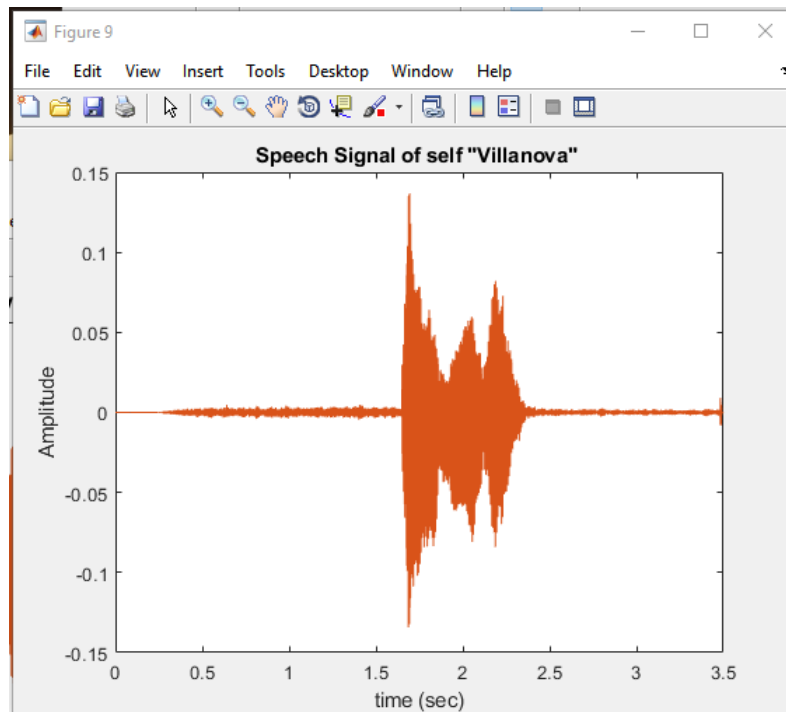 Figure 9
File Edit View Insert Tools Desktop Window Help
Speech Signal of self "Villanova"
0.15
0.1
0.05
0
-0.05
-0.1
-0.15
Amplitude
0 0.5 1 1.5 2 2.5 3 3.5
time (sec)